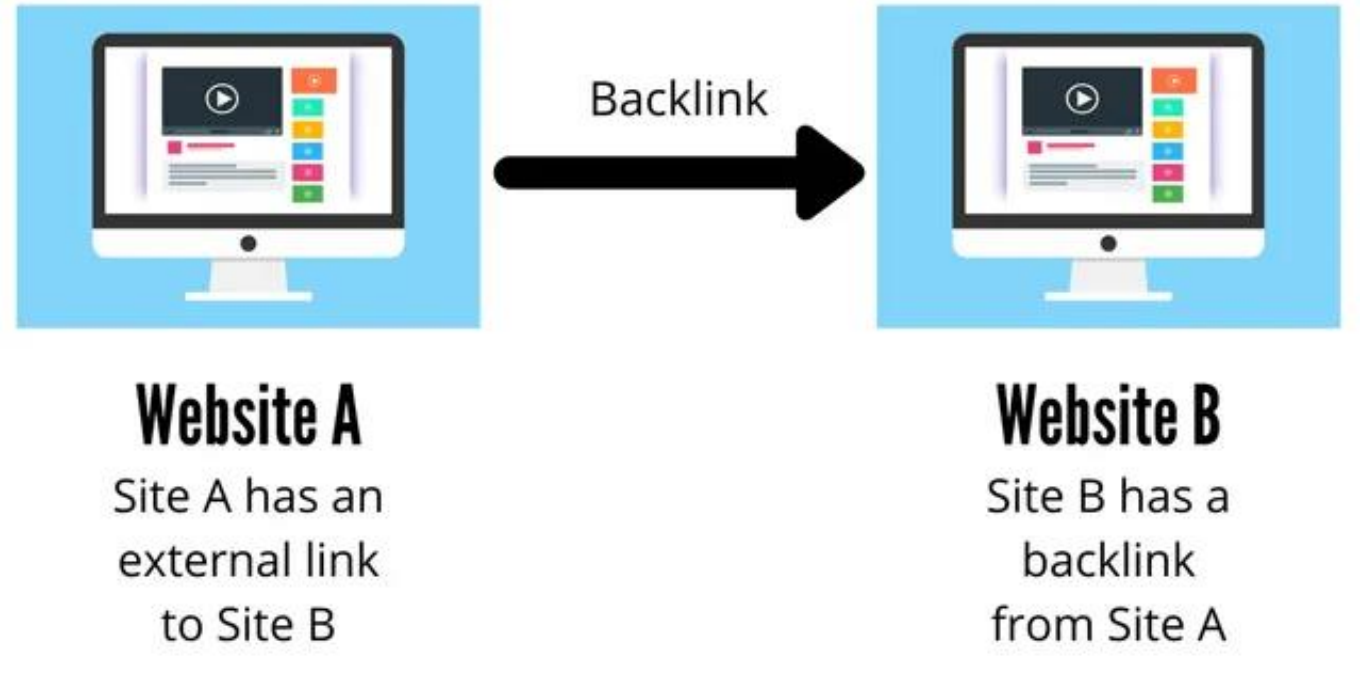 Backlink
Website A
Site A has an
external link
to Site B
Website B
Site B has a
backlink
from Site A